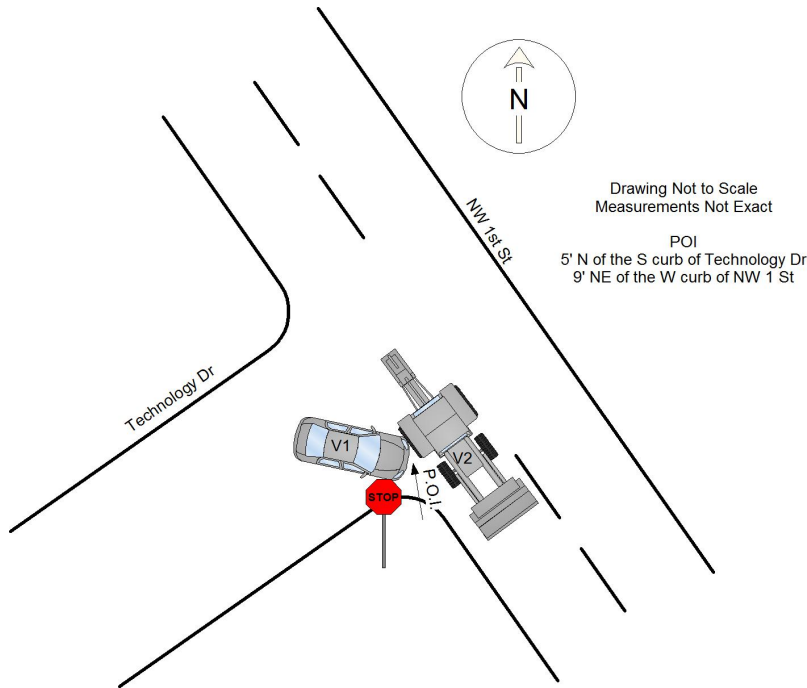 N
NW 1st St
Drawing Not to Scale
Measurements Not Exact
POI
5' N of the S curb of Technology Dr
9' NE of the W curb of NW 1 St
Technology Dr
V1
V2
P.O.I.
STOP